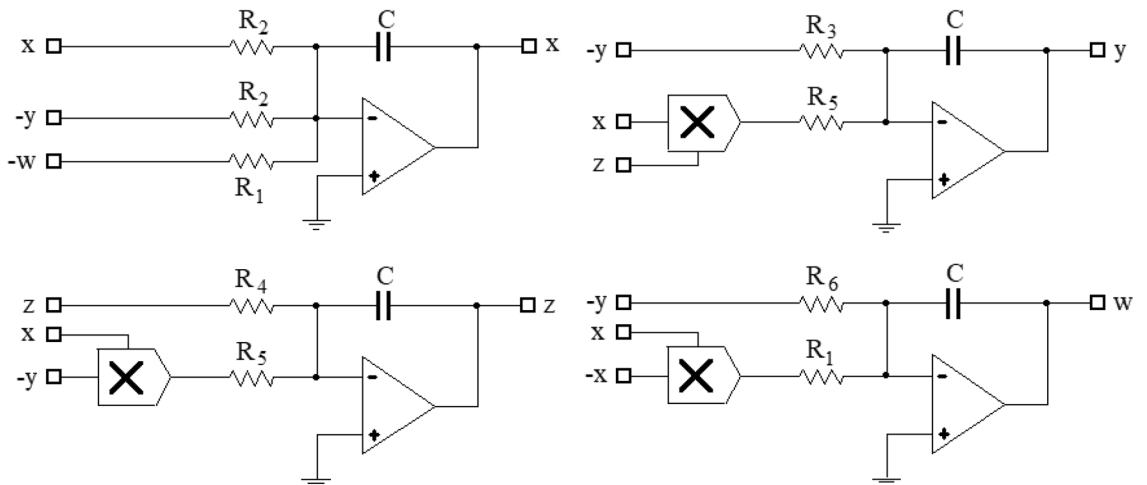 x R2 C x
-y R2
-w R1
-y R3 C y
x R5
z
z R4 C z
x
-y R5
-y R6 C w
x
-x R1